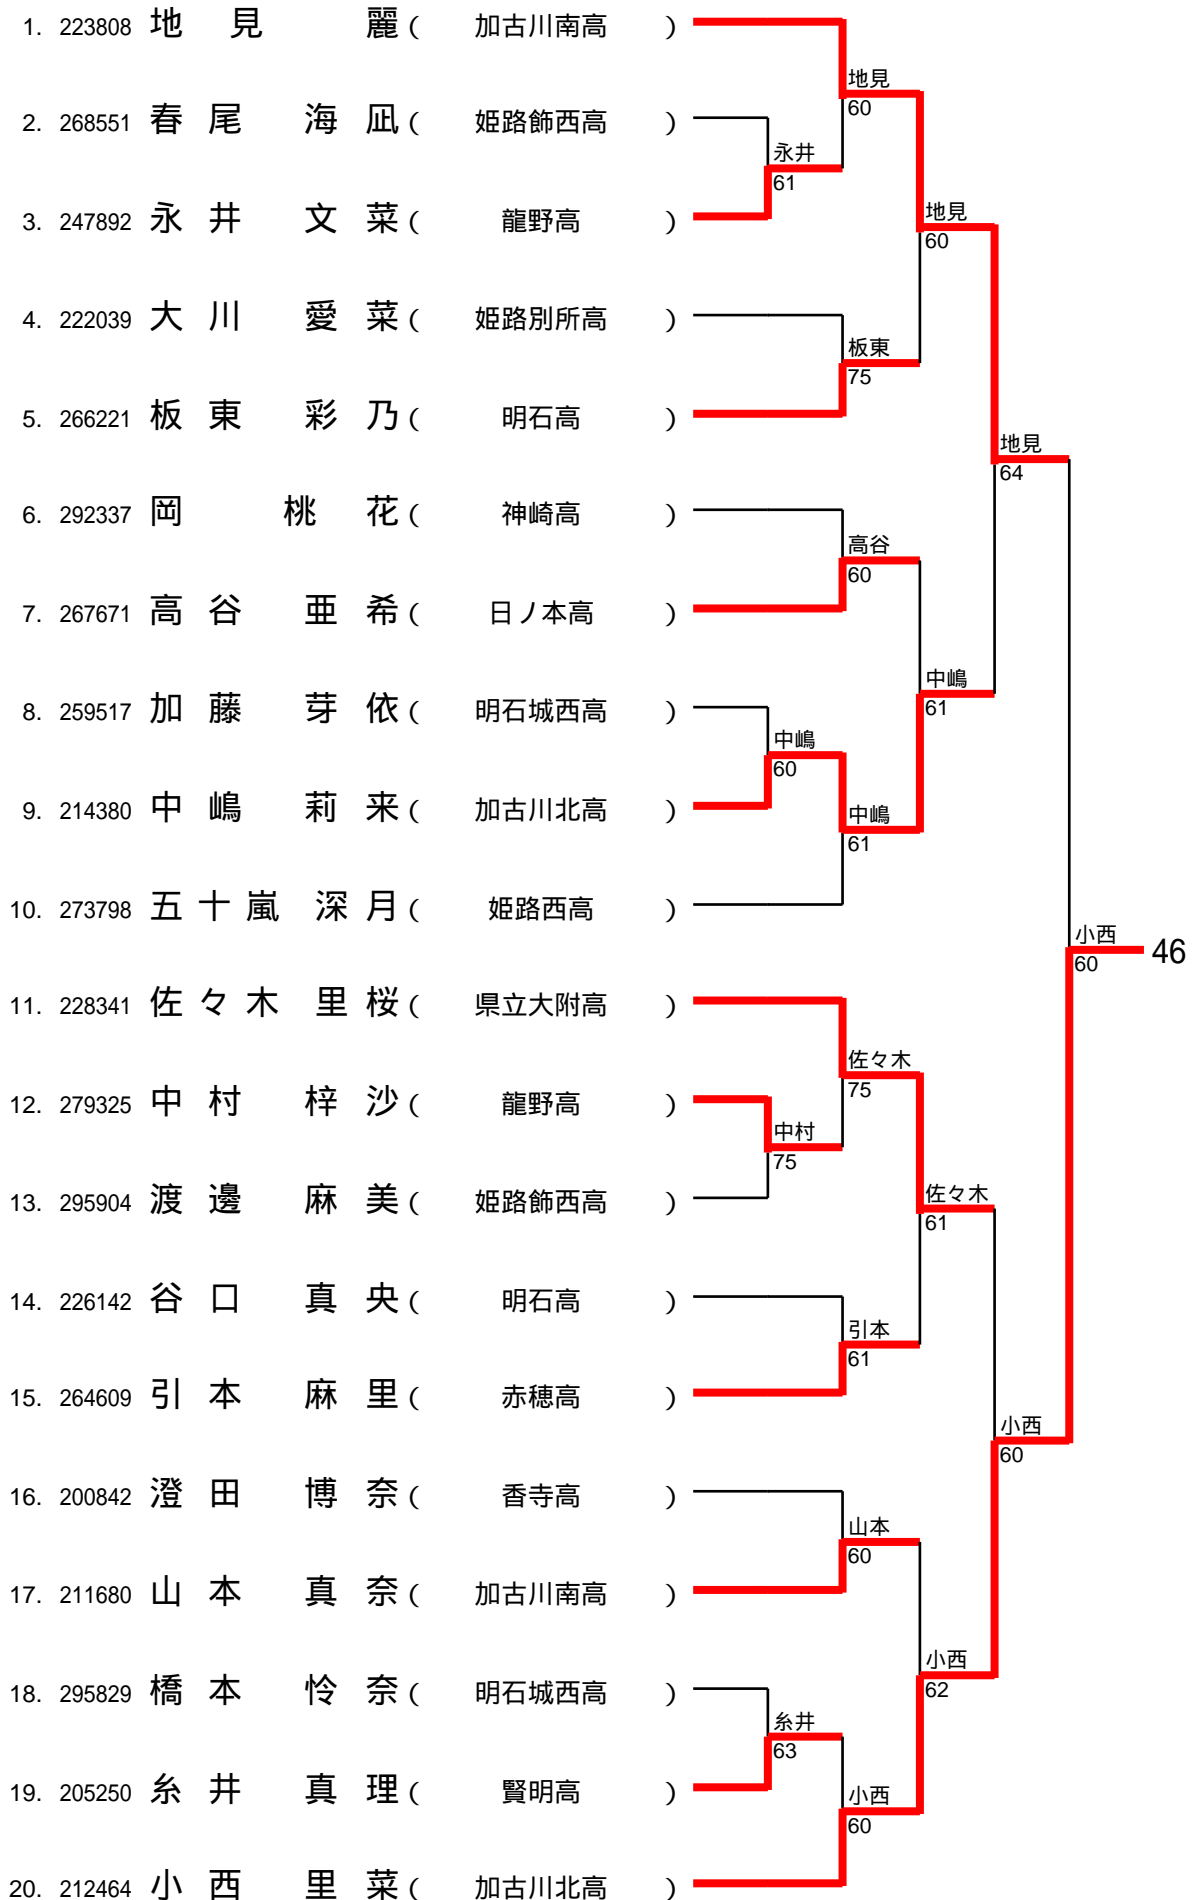 1. 223808 地 見 麗 ( 加古川南高 )
地見
60
2. 268551 春 尾 海 凪 ( 姫路飾西高 )
永井
61
3. 247892 永 井 文 菜 ( 龍野高 )
地見
60
4. 222039 大 川 愛 菜 ( 姫路別所高 )
板東
75
5. 266221 板 東 彩 乃 ( 明石高 )
地見
64
6. 292337 岡 桃 花 ( 神崎高 )
高谷
60
7. 267671 高 谷 亜 希 ( 日ノ本高 )
中嶋
61
8. 259517 加 藤 芽 依 ( 明石城西高 )
中嶋
60
9. 214380 中 嶋 莉 来 ( 加古川北高 )
中嶋
61
10. 273798 五 十 嵐 深 月 ( 姫路西高 )
小西
60
46
11. 228341 佐 々 木 里 桜 ( 県立大附高 )
佐々木
75
12. 279325 中 村 梓 沙 ( 龍野高 )
中村
75
13. 295904 渡 邊 麻 美 ( 姫路飾西高 )
佐々木
61
14. 226142 谷 口 真 央 ( 明石高 )
引本
61
15. 264609 引 本 麻 里 ( 赤穂高 )
小西
60
16. 200842 澄 田 博 奈 ( 香寺高 )
山本
60
17. 211680 山 本 真 奈 ( 加古川南高 )
小西
62
18. 295829 橋 本 怜 奈 ( 明石城西高 )
糸井
63
19. 205250 糸 井 真 理 ( 賢明高 )
小西
60
20. 212464 小 西 里 菜 ( 加古川北高 )